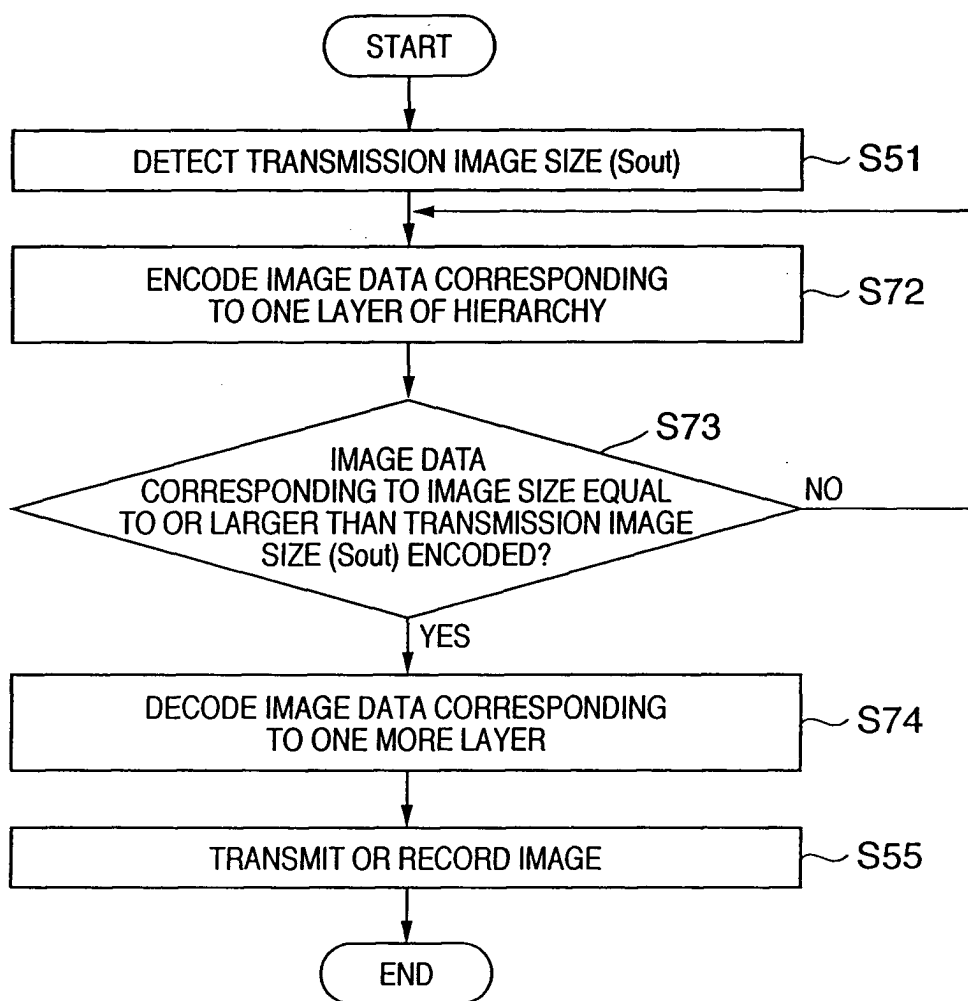 START
DETECT TRANSMISSION IMAGE SIZE (Sout)
S51
ENCODE IMAGE DATA CORRESPONDING
TO ONE LAYER OF HIERARCHY
S72
S73
IMAGE DATA
CORRESPONDING TO IMAGE SIZE EQUAL
TO OR LARGER THAN TRANSMISSION IMAGE
SIZE (Sout) ENCODED?
NO
YES
DECODE IMAGE DATA CORRESPONDING
TO ONE MORE LAYER
S74
TRANSMIT OR RECORD IMAGE
S55
END